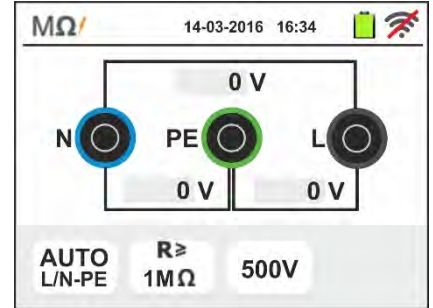 MΩ 14-03-2016 16:34
0 V
N PE L
0 V 0 V
AUTO R≥ 500V
L/N-PE 1MΩ